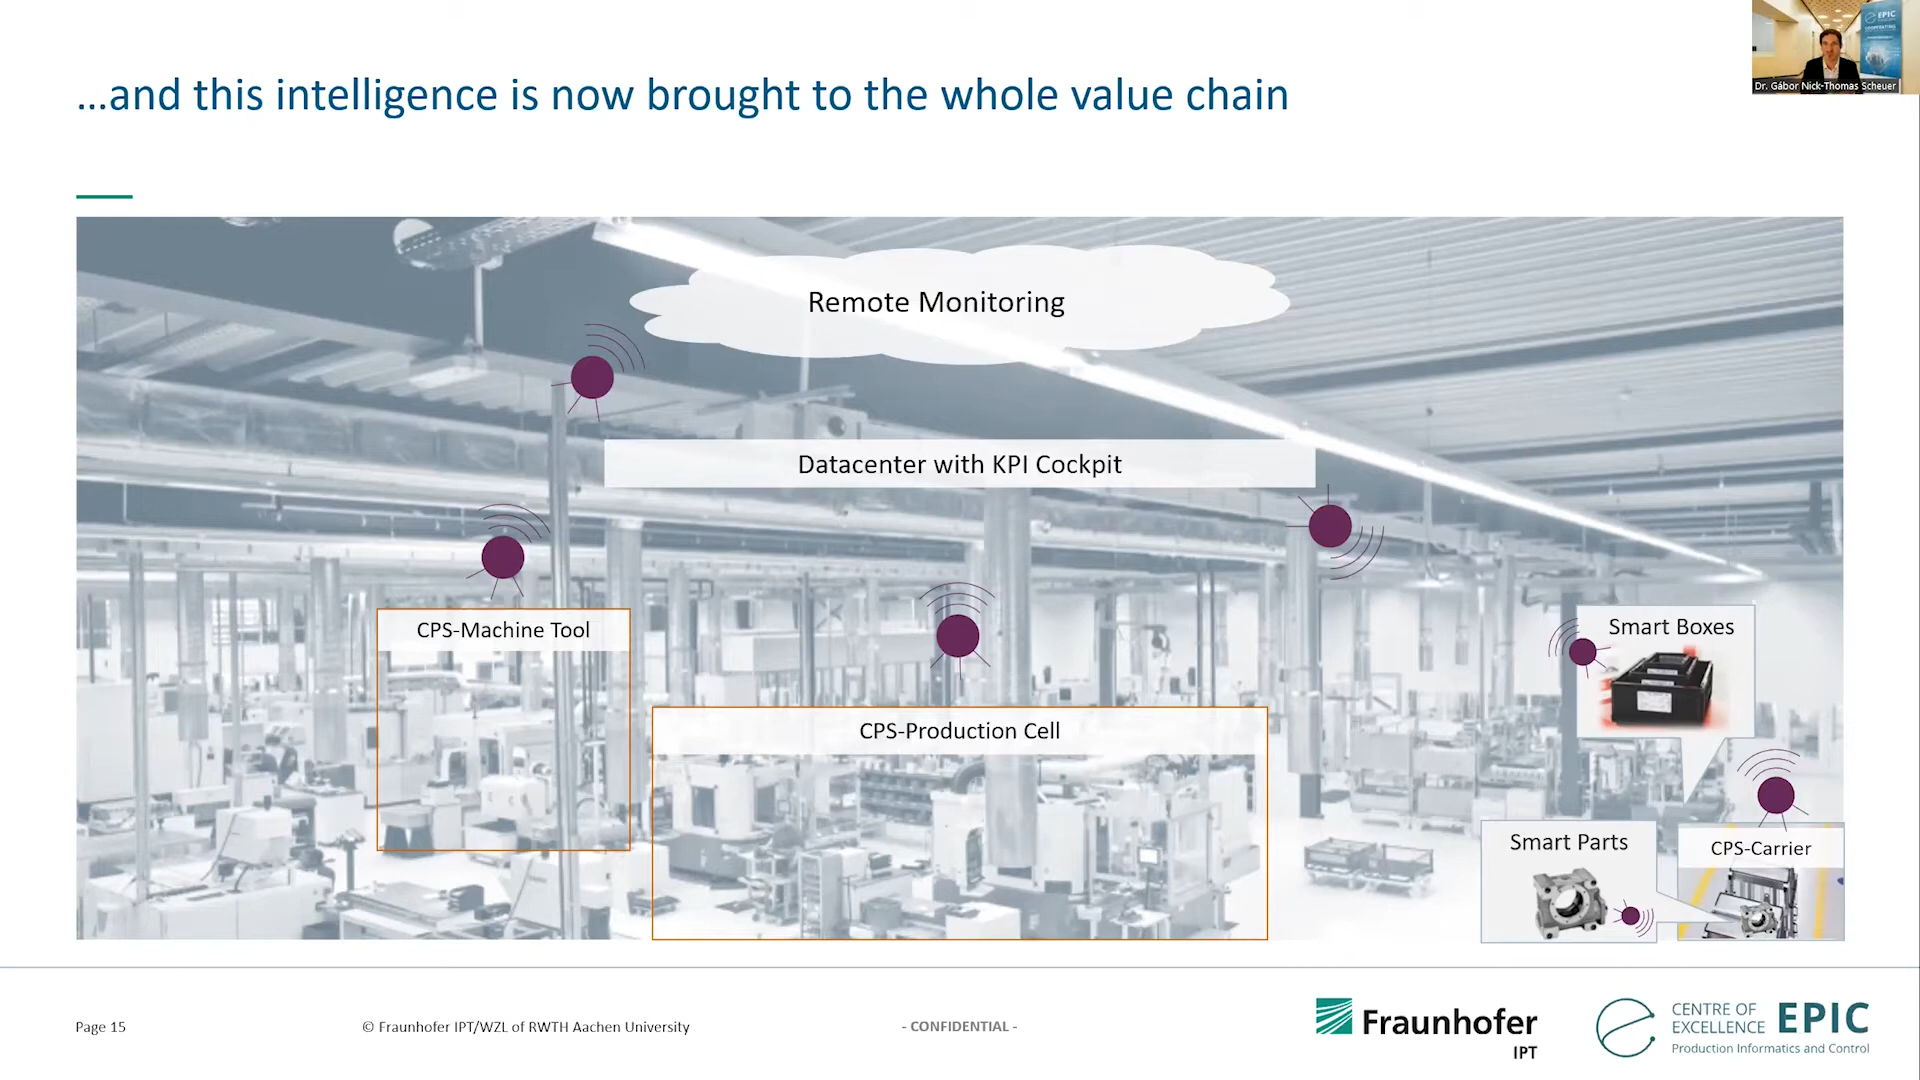 ...and this intelligence is now brought to the whole value chain
EPIC
Dr. Gábor Nick-Thomas Scheuer
Remote Monitoring
Datacenter with KPI Cockpit
CPS-Machine Tool
CPS-Production Cell
Smart Boxes
Smart Parts
CPS-Carrier
Page 15
© Fraunhofer IPT/WZL of RWTH Aachen University
- CONFIDENTIAL -
Fraunhofer
IPT
CENTRE OF
EXCELLENCE EPIC
Production Informatics and Control